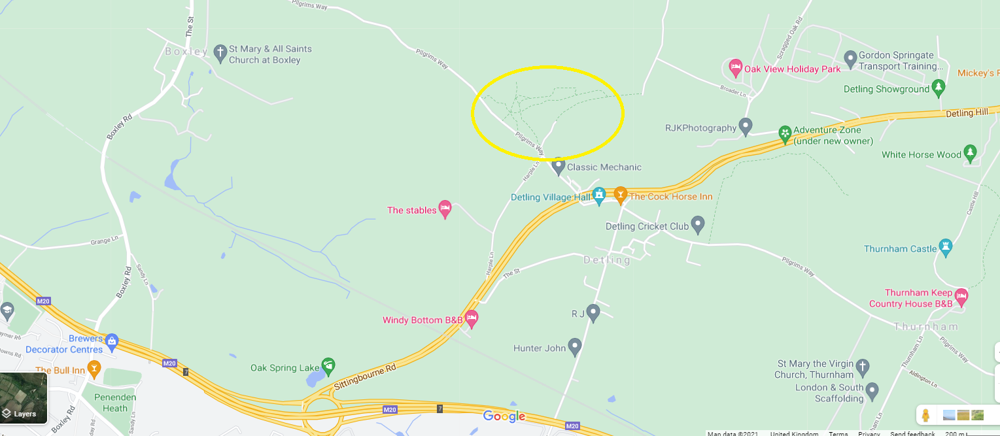 Pilgrims Way
The St
Boxley
St Mary & All Saints
Church at Boxley
Pilgrims Way
Scragged Oak Rd
Gordon Springate
Transport Training...
Oak View Holiday Park
Mickey's
Broader Ln
Detling Showground
Detling Hill
Boxley Rd
RJKPhotography
Adventure Zone
(under new owner)
Pilgrims Way
White Horse Wood
Harple Ln
Classic Mechanic
Detling Village Hall
The Cock Horse Inn
Castle Hill
The stables
Detling Cricket Club
Grange Ln
Thurnham Castle
Detling
Harple Ln
The St
Pilgrims Way
Sandy Ln
Boxley Rd
M20
Thurnham Keep
Country House B&B
Windy Bottom B&B
R J
Thurnham
Brewers
Decorator Centres
Hunter John
Thurnham Ln
Pilgrims Way
M20
7
The Bull Inn
Oak Spring Lake
Sittingbourne Rd
St Mary the Virgin
Church, Thurnham
Aldington Ln
London & South
Scaffolding
Penenden
Heath
Layers
Boxley Rd
Sandy Ln
M20
7
Google
M20
Map data ©2021
United Kingdom
Terms
Privacy
Send feedback
200 m